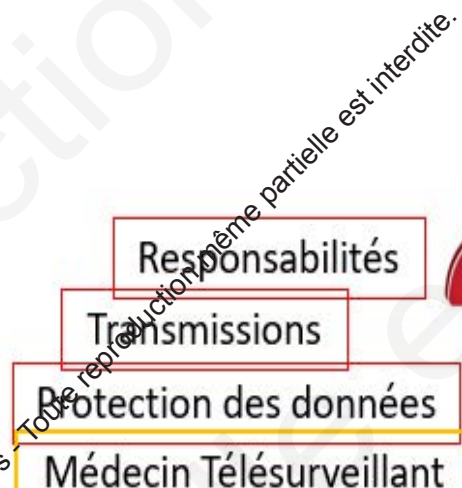 s - Toute reproduction même partielle est interdite.
Responsabilités
Transmissions
Protection des données
Médecin Télésurveillant